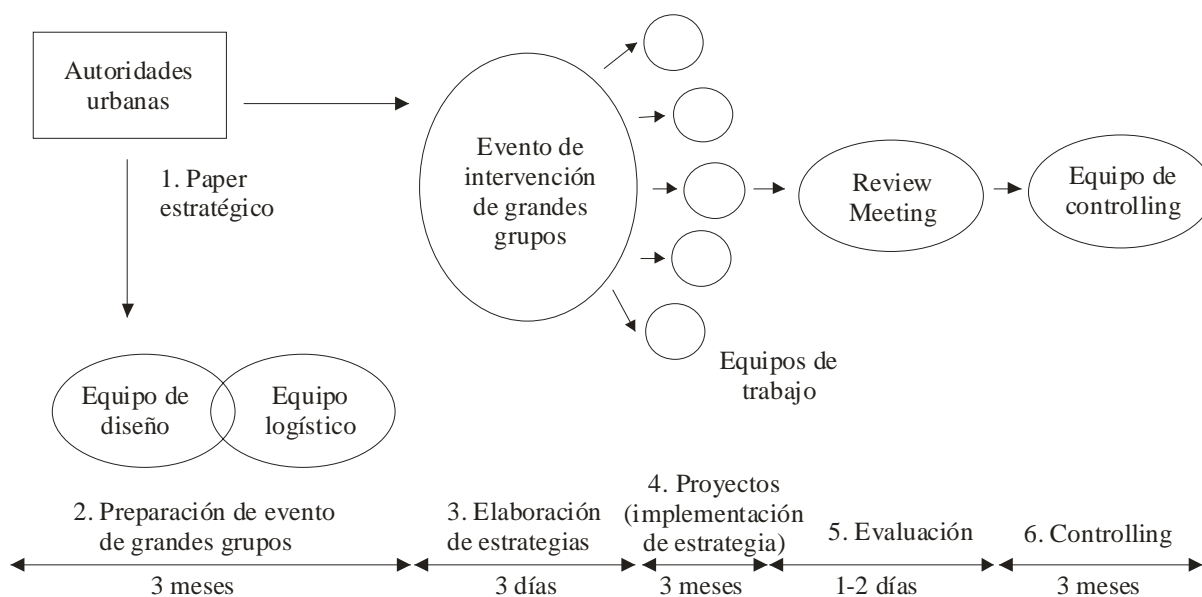 Autoridades
urbanas
1. Paper
estratégico
Evento de
intervención
de grandes
grupos
Review
Meeting
Equipo de
controlling
Equipos de
trabajo
Equipo de
diseño
Equipo
logístico
2. Preparación de evento
de grandes grupos
3 meses
3. Elaboración
de estrategias
3 días
4. Proyectos
(implementación
de estrategia)
3 meses
5. Evaluación
1-2 días
6. Controlling
3 meses